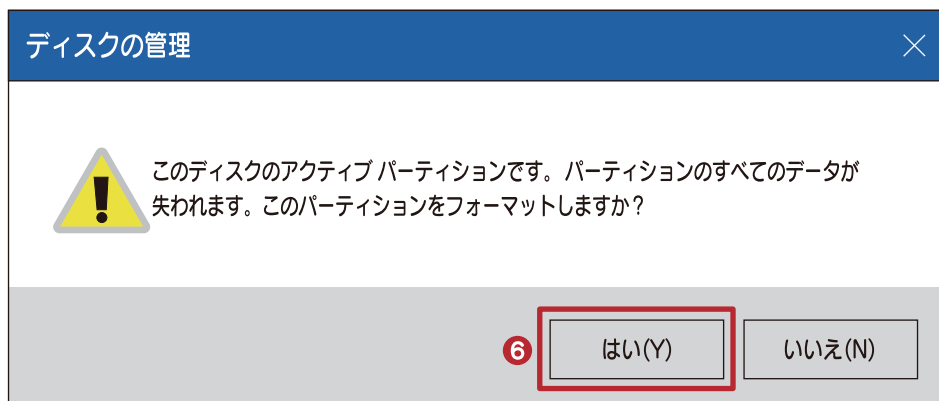 ディスクの管理
このディスクのアクティブ パーティションです。パーティションのすべてのデータが
失われます。このパーティションをフォーマットしますか？
❻ はい(Y) いいえ(N)